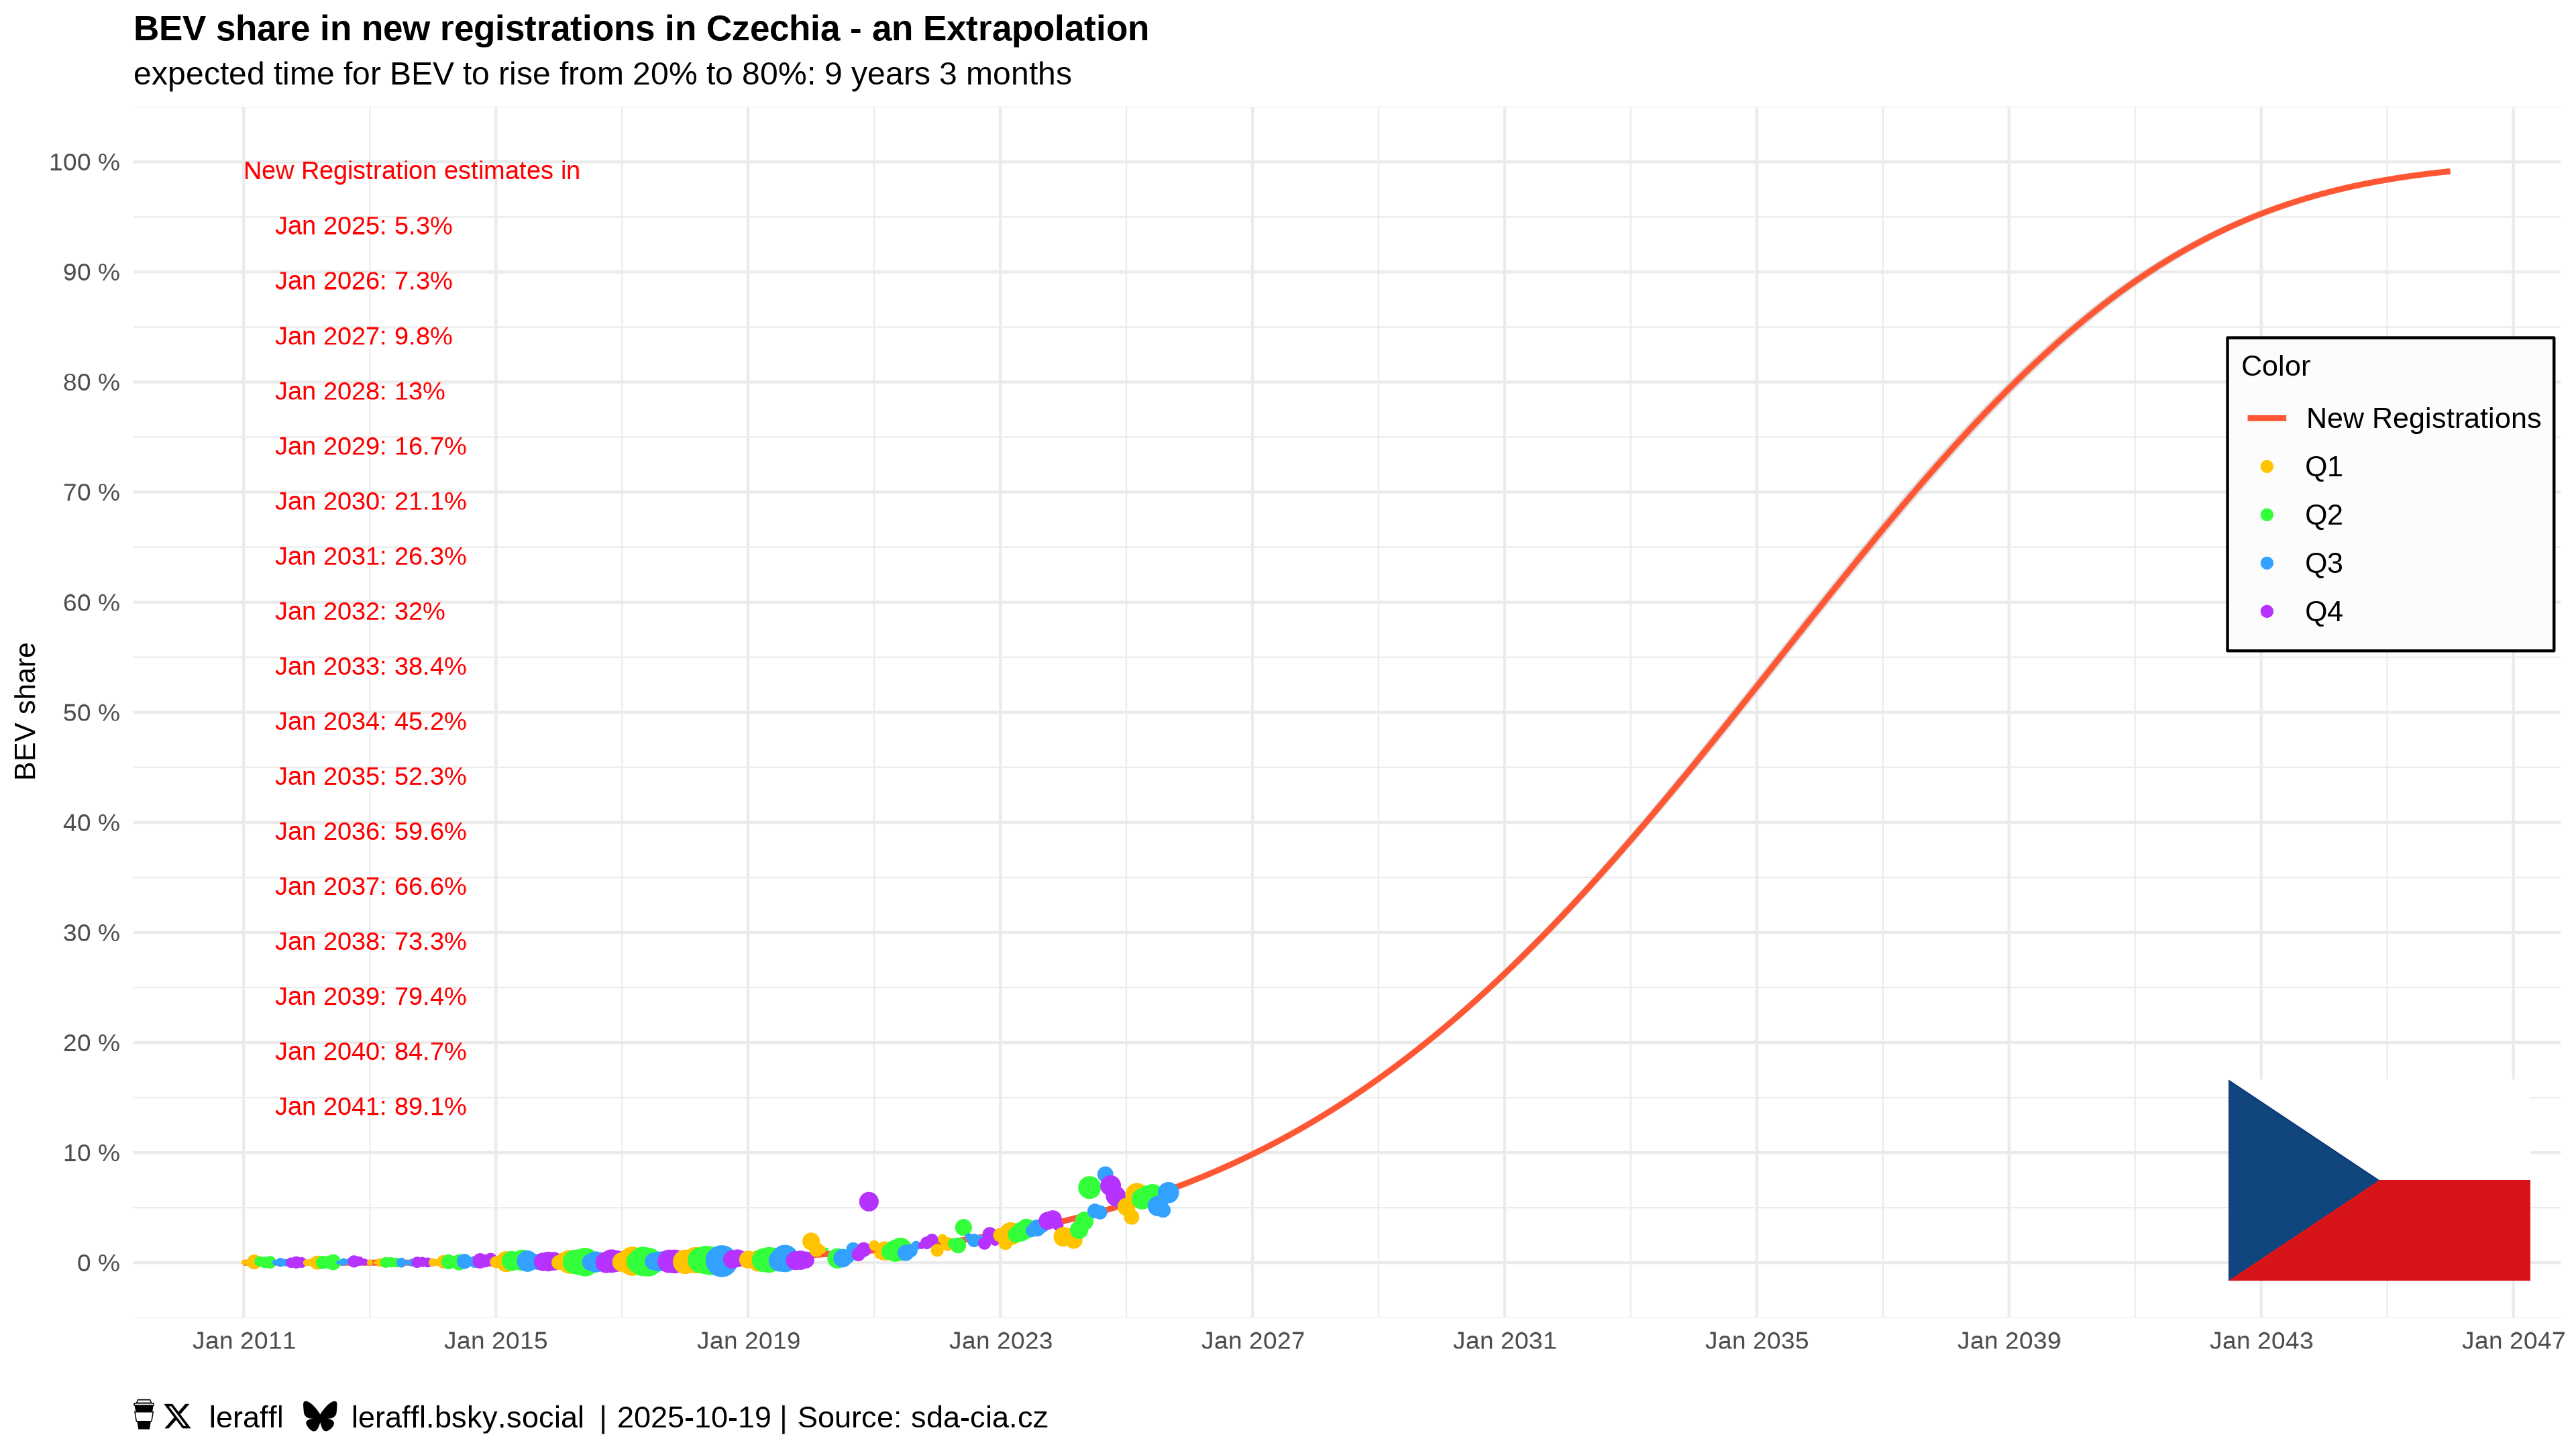 BEV share in new registrations in Czechia - an Extrapolation
expected time for BEV to rise from 20% to 80%: 9 years 3 months
BEV share
100 %
90 %
80 %
70 %
60 %
50 %
40 %
30 %
20 %
10 %
0 %
New Registration estimates in
Jan 2025: 5.3%
Jan 2026: 7.3%
Jan 2027: 9.8%
Jan 2028: 13%
Jan 2029: 16.7%
Jan 2030: 21.1%
Jan 2031: 26.3%
Jan 2032: 32%
Jan 2033: 38.4%
Jan 2034: 45.2%
Jan 2035: 52.3%
Jan 2036: 59.6%
Jan 2037: 66.6%
Jan 2038: 73.3%
Jan 2039: 79.4%
Jan 2040: 84.7%
Jan 2041: 89.1%
Color
New Registrations
Q1
Q2
Q3
Q4
Jan 2011 Jan 2015 Jan 2019 Jan 2023 Jan 2027 Jan 2031 Jan 2035 Jan 2039 Jan 2043 Jan 2047
leraffl leraffl.bsky.social | 2025-10-19 | Source: sda-cia.cz